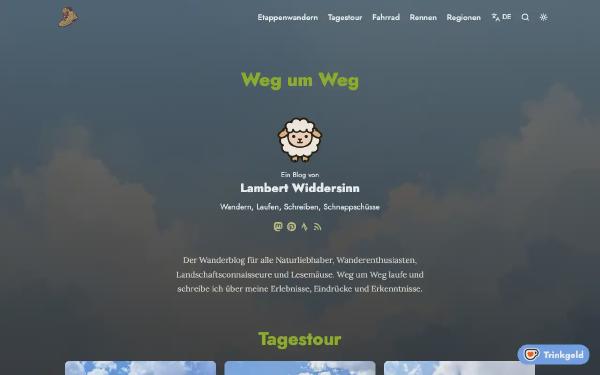 Etappenwandern Tagestour Fahrrad Rennen Regionen DE
Weg um Weg
Ein Blog von
Lambert Widdersinn
Wandern, Laufen, Schreiben, Schnappschüsse
Der Wanderblog für alle Naturliebhaber, Wanderenthusiasten,
Landschaftsconnaisseure und Lesemäuse. Weg um Weg laufe und
schreibe ich über meine Erlebnisse, Eindrücke und Erkenntnisse.
Tagestour
Trinkgeld